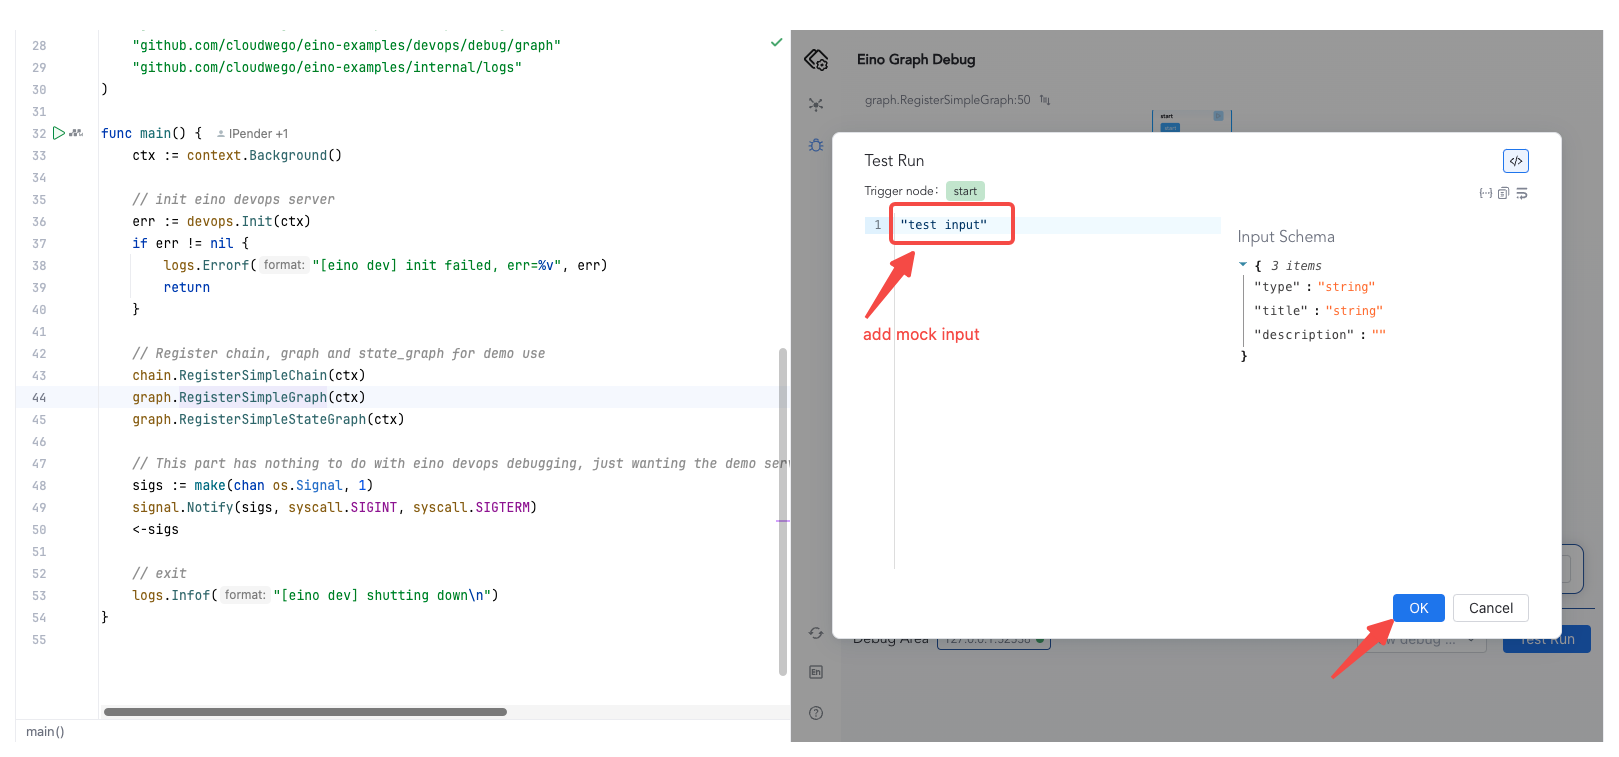 28 "github.com/cloudwego/eino-examples/devops/debug/graph"
29 "github.com/cloudwego/eino-examples/internal/logs"
30 )
31
32 func main() { IPender +1
33 ctx := context.Background()
34
35 // init eino devops server
36 err := devops.Init(ctx)
37 if err != nil {
38 logs.Errorf( format: "[eino dev] init failed, err=%v", err)
39 return
40 }
41
42 // Register chain, graph and state_graph for demo use
43 chain.RegisterSimpleChain(ctx)
44 graph.RegisterSimpleGraph(ctx)
45 graph.RegisterSimpleStateGraph(ctx)
46
47 // This part has nothing to do with eino devops debugging, just wanting the demo serv
48 sigs := make(chan os.Signal, 1)
49 signal.Notify(sigs, syscall.SIGINT, syscall.SIGTERM)
50 <-sigs
51
52 // exit
53 logs.Infof( format: "[eino dev] shutting down\n")
54 }
55
main()
Eino Graph Debug
graph.RegisterSimpleGraph:50
start
start
Test Run
</>
Trigger node: start
1 "test input"
add mock input
Input Schema
{ 3 items
"type" : "string"
"title" : "string"
"description" : ""
}
OK Cancel
Debug Area
debug ...
Test Run
En